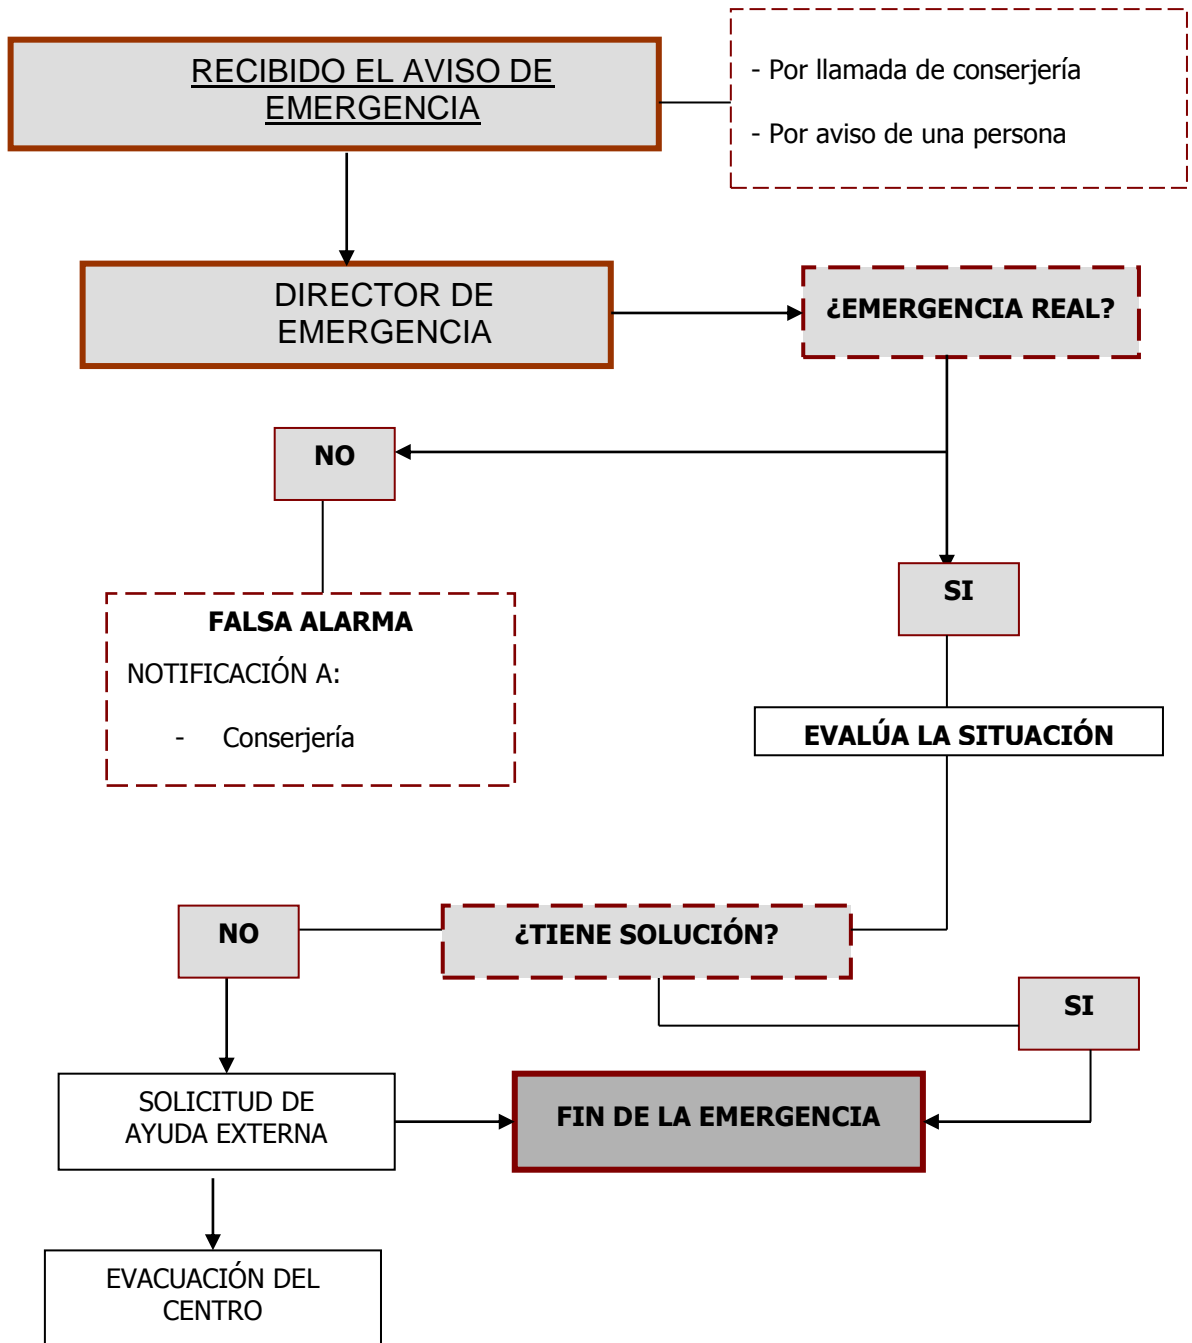 RECIBIDO EL AVISO DE
EMERGENCIA
- Por llamada de conserjería
- Por aviso de una persona
DIRECTOR DE
EMERGENCIA
¿EMERGENCIA REAL?
NO
SI
FALSA ALARMA
NOTIFICACIÓN A:
- Conserjería
EVALÚA LA SITUACIÓN
NO
¿TIENE SOLUCIÓN?
SI
SOLICITUD DE
AYUDA EXTERNA
FIN DE LA EMERGENCIA
EVACUACIÓN DEL
CENTRO